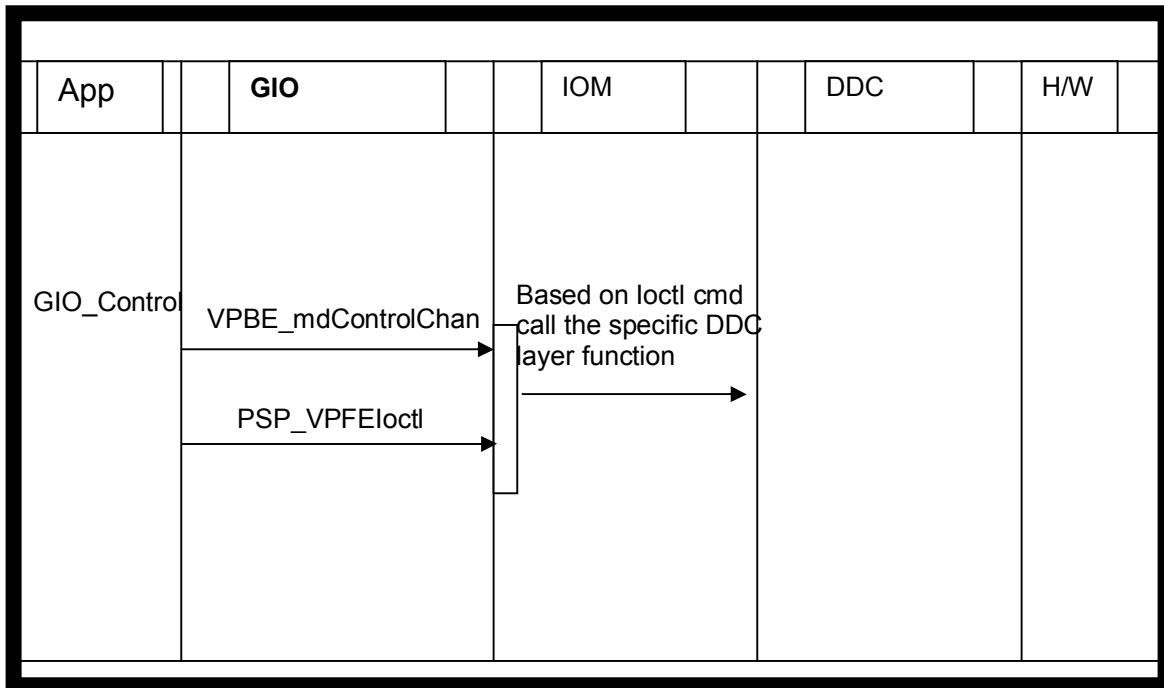 App
GIO
IOM
DDC
H/W
GIO_Control
VPBE_mdControlChan
PSP_VPFEIoctl
Based on Ioctl cmd
call the specific DDC
layer function